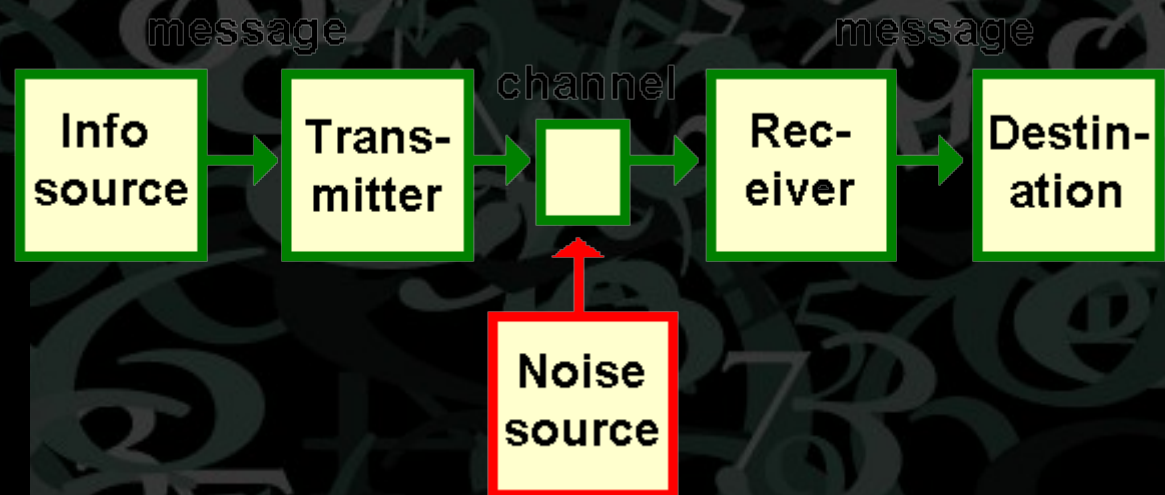 message
message
channel
Info
source
Trans-
mitter
Rec-
eiver
Destin-
ation
Noise
source